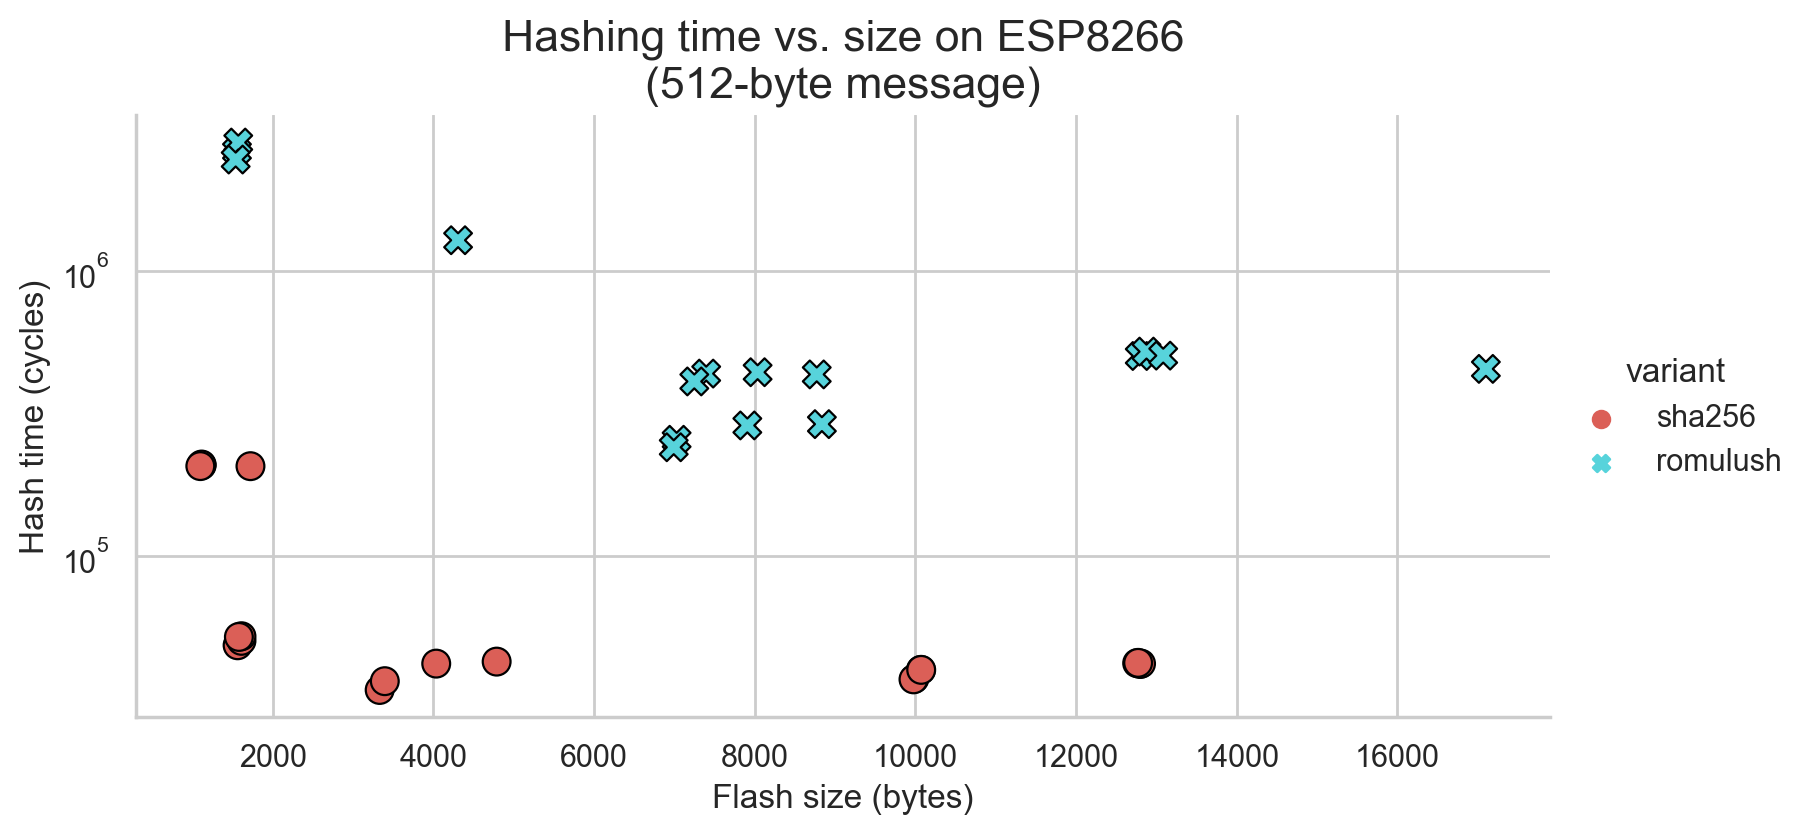 Hashing time vs. size on ESP8266
(512-byte message)
Hash time (cycles)
10^6
10^5
2000 4000 6000 8000 10000 12000 14000 16000
Flash size (bytes)
variant
sha256
romulush